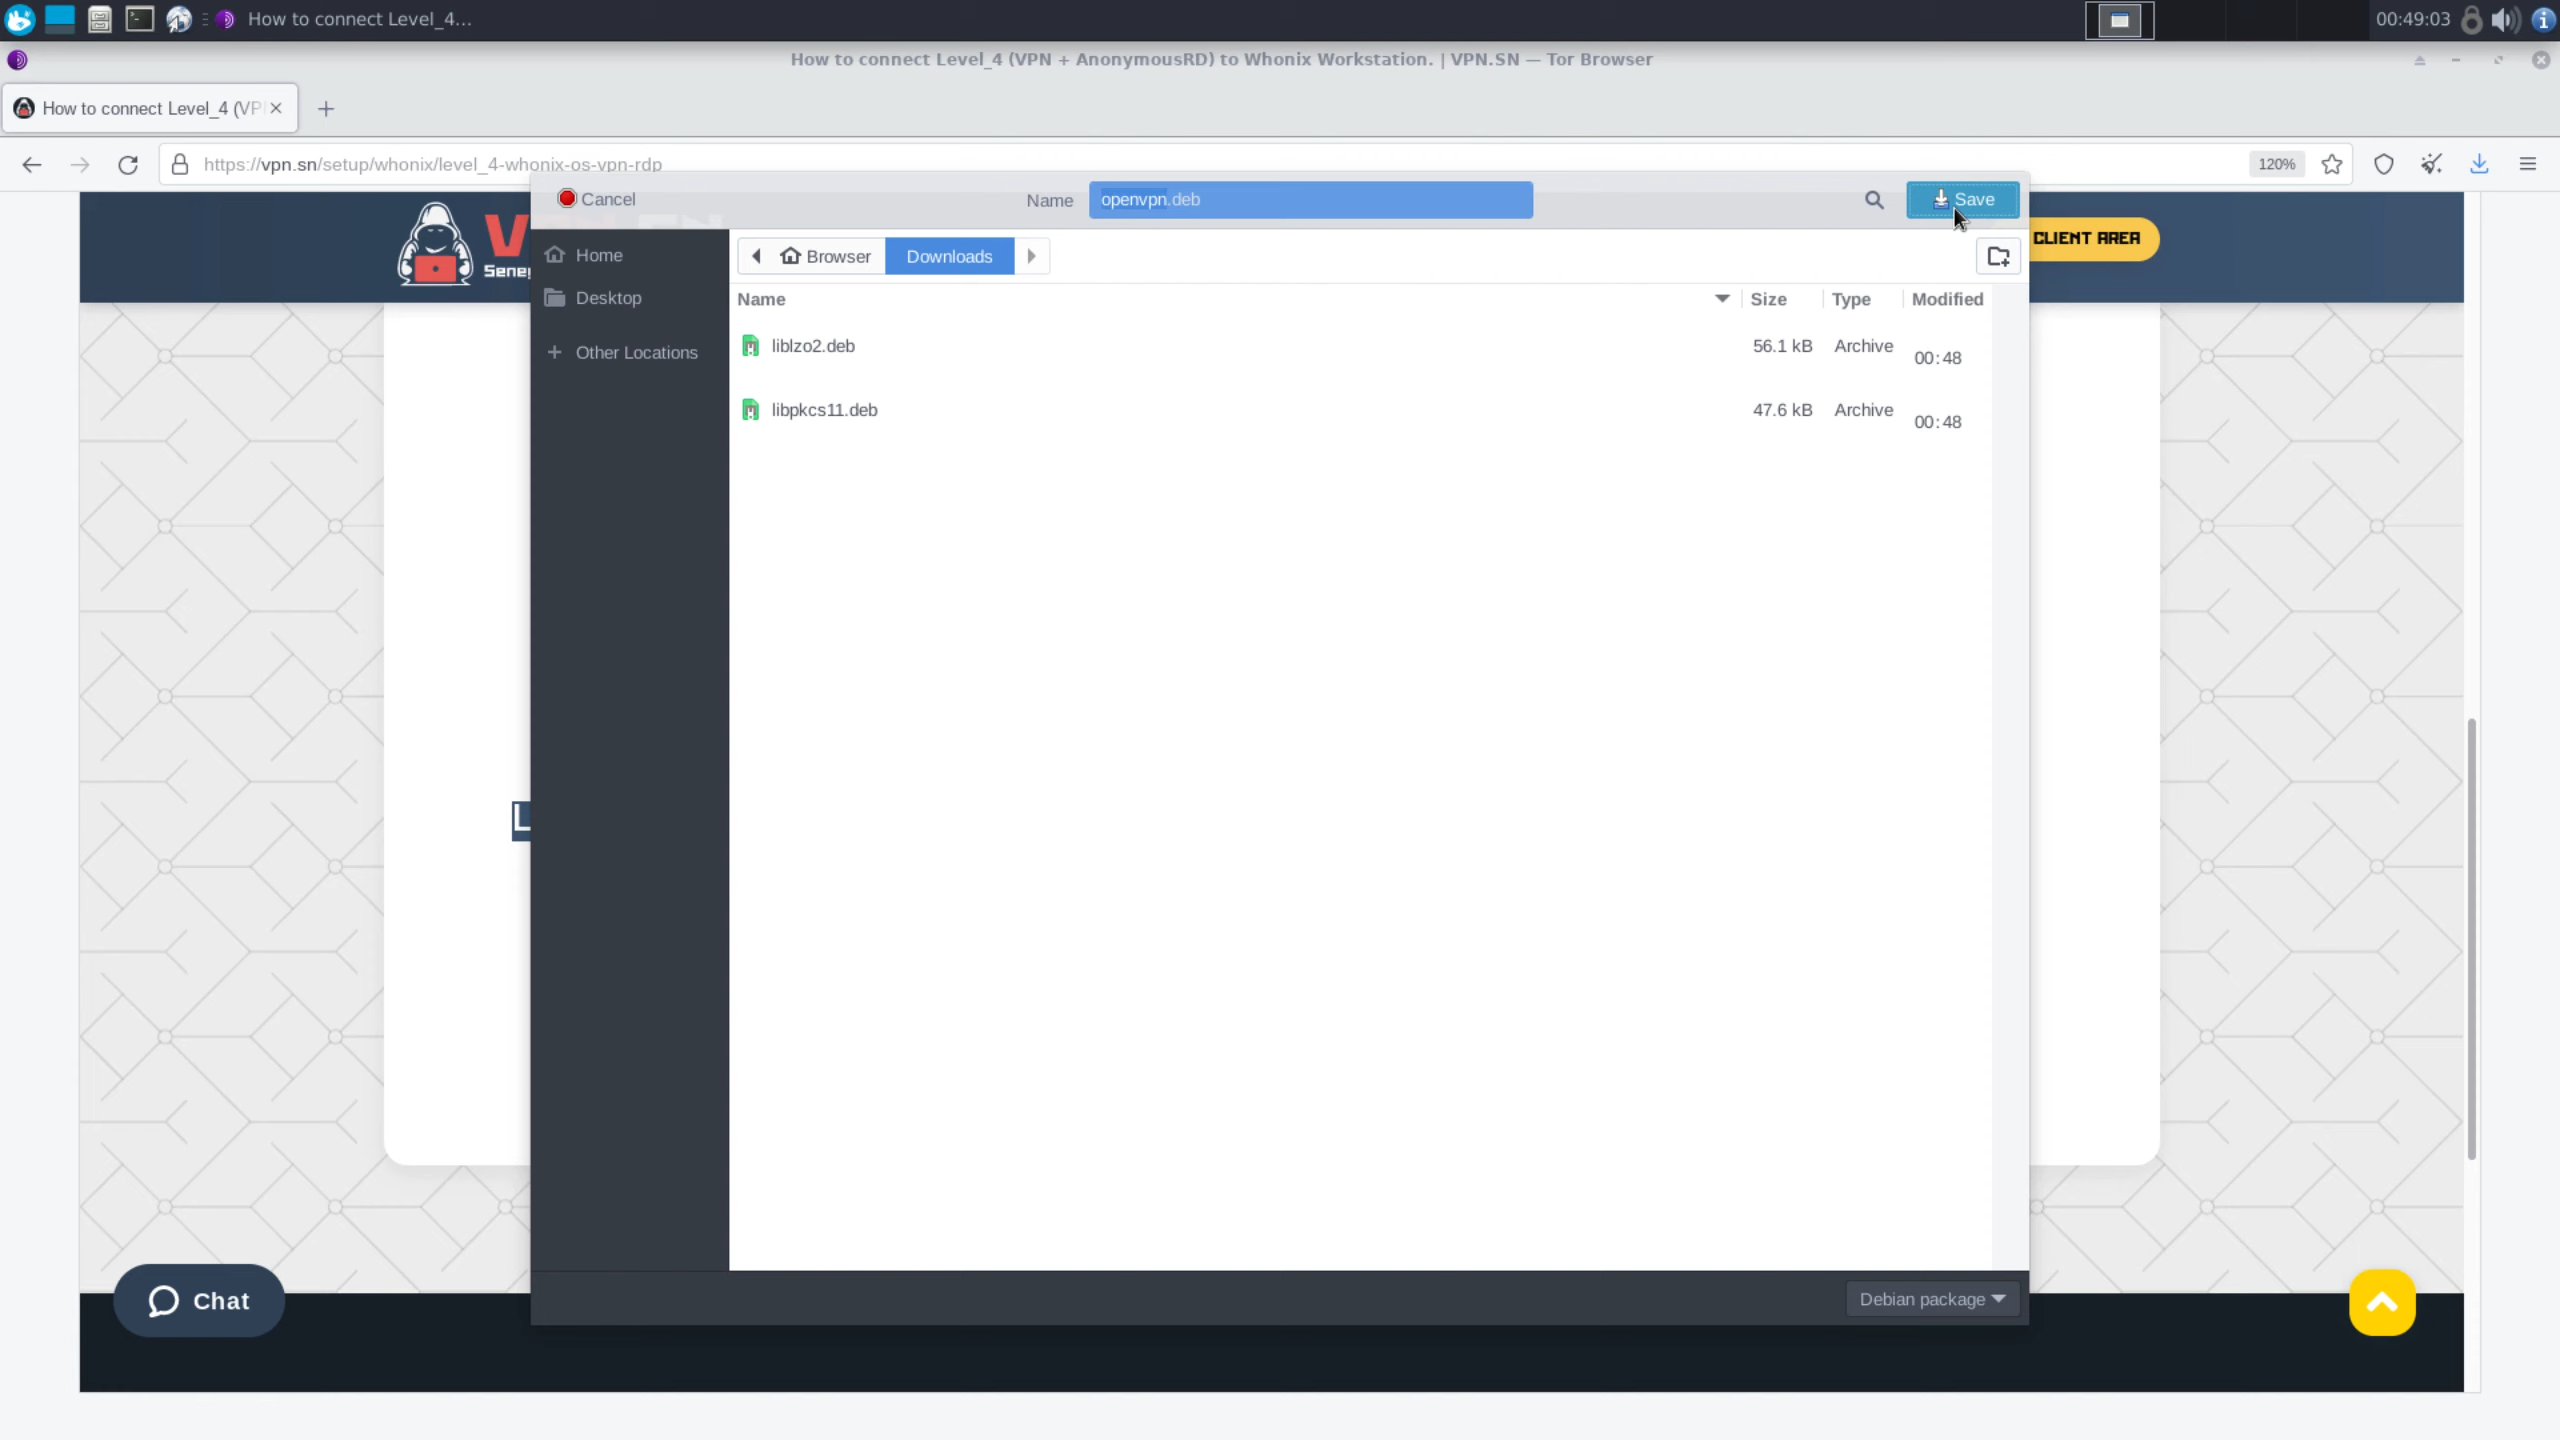 How to connect Level_4...
00:49:03
How to connect Level_4 (VPN + AnonymousRD) to Whonix Workstation. | VPN.SN — Tor Browser
How to connect Level_4 (VP
https://vpn.sn/setup/whonix/level_4-whonix-os-vpn-rdp
120%
Cancel
Name
openvpn.deb
Save
CLIENT AREA
Home
Browser
Downloads
Desktop
Other Locations
Name
Size
Type
Modified
liblzo2.deb
56.1 kB
Archive
00:48
libpkcs11.deb
47.6 kB
Archive
00:48
L
Chat
Debian package